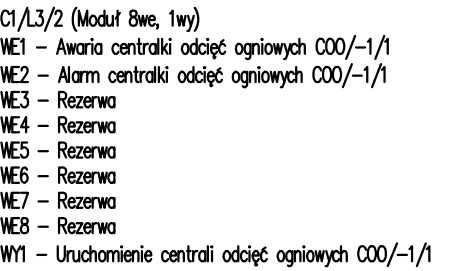 C1/L3/2 (Moduł 8we, 1wy)
WE1 – Awaria centralki odcięć ogniowych COO/–1/1
WE2 – Alarm centralki odcięć ogniowych COO/–1/1
WE3 – Rezerwa
WE4 – Rezerwa
WE5 – Rezerwa
WE6 – Rezerwa
WE7 – Rezerwa
WE8 – Rezerwa
WY1 – Uruchomienie centrali odcięć ogniowych COO/–1/1